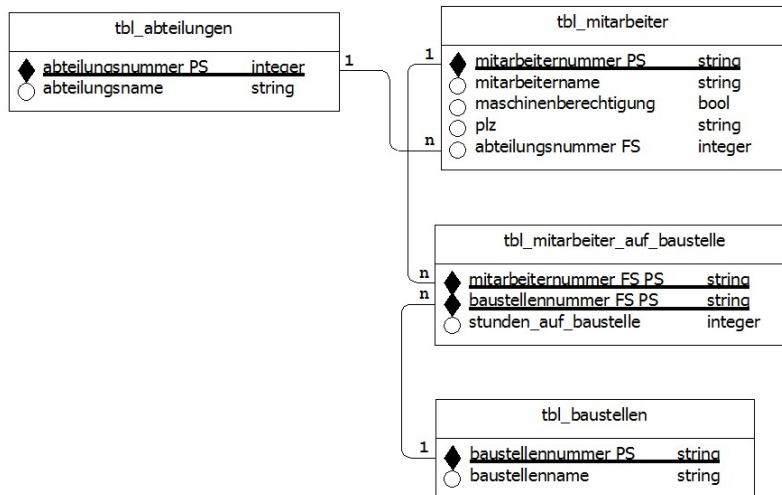 tbl_abteilungen
abteilungsnummer PS integer
abteilungsname string
1
n
tbl_mitarbeiter
1
mitarbeiternummer PS string
mitarbeitername string
maschinenberechtigung bool
plz string
abteilungsnummer FS integer
tbl_mitarbeiter_auf_baustelle
n
mitarbeiternummer FS PS string
n
baustellennummer FS PS string
stunden_auf_baustelle integer
tbl_baustellen
1
baustellennummer PS string
baustellenname string